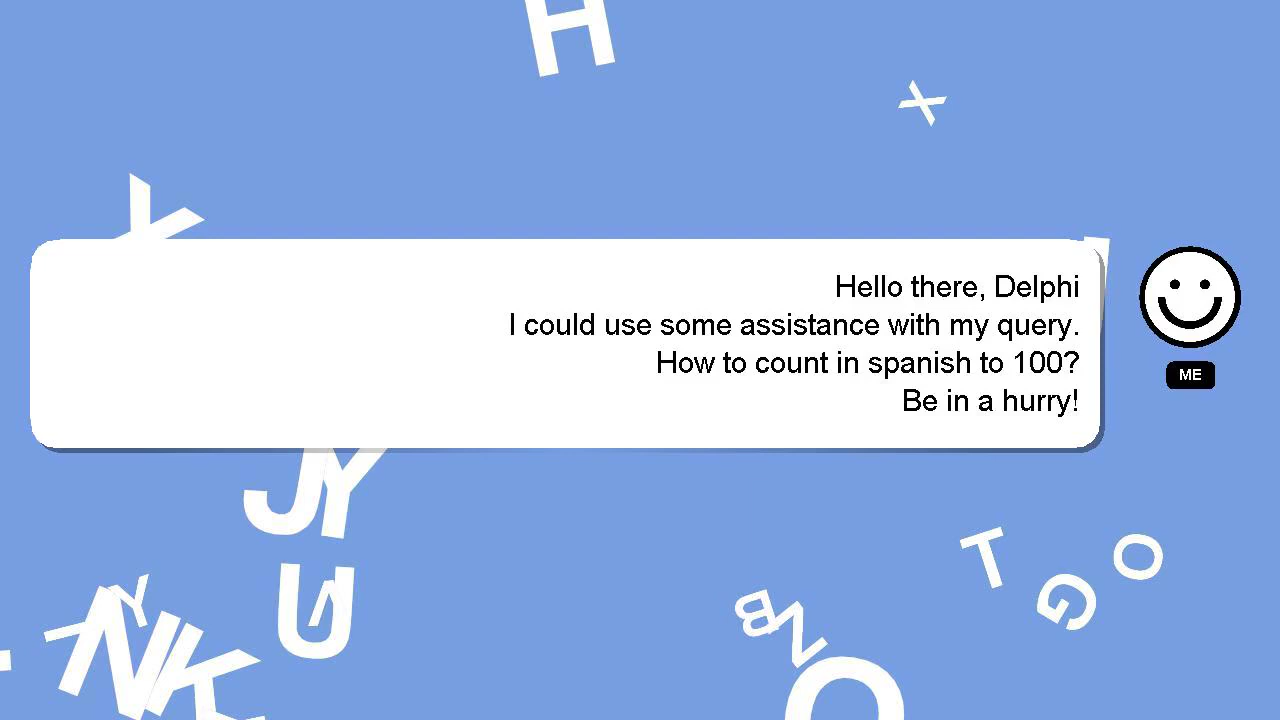 H
X
Y
Hello there, Delphi
I could use some assistance with my query.
How to count in spanish to 100?
Be in a hurry!
ME
J
Y
U
T
O
G
B
N
Y
N
K
O